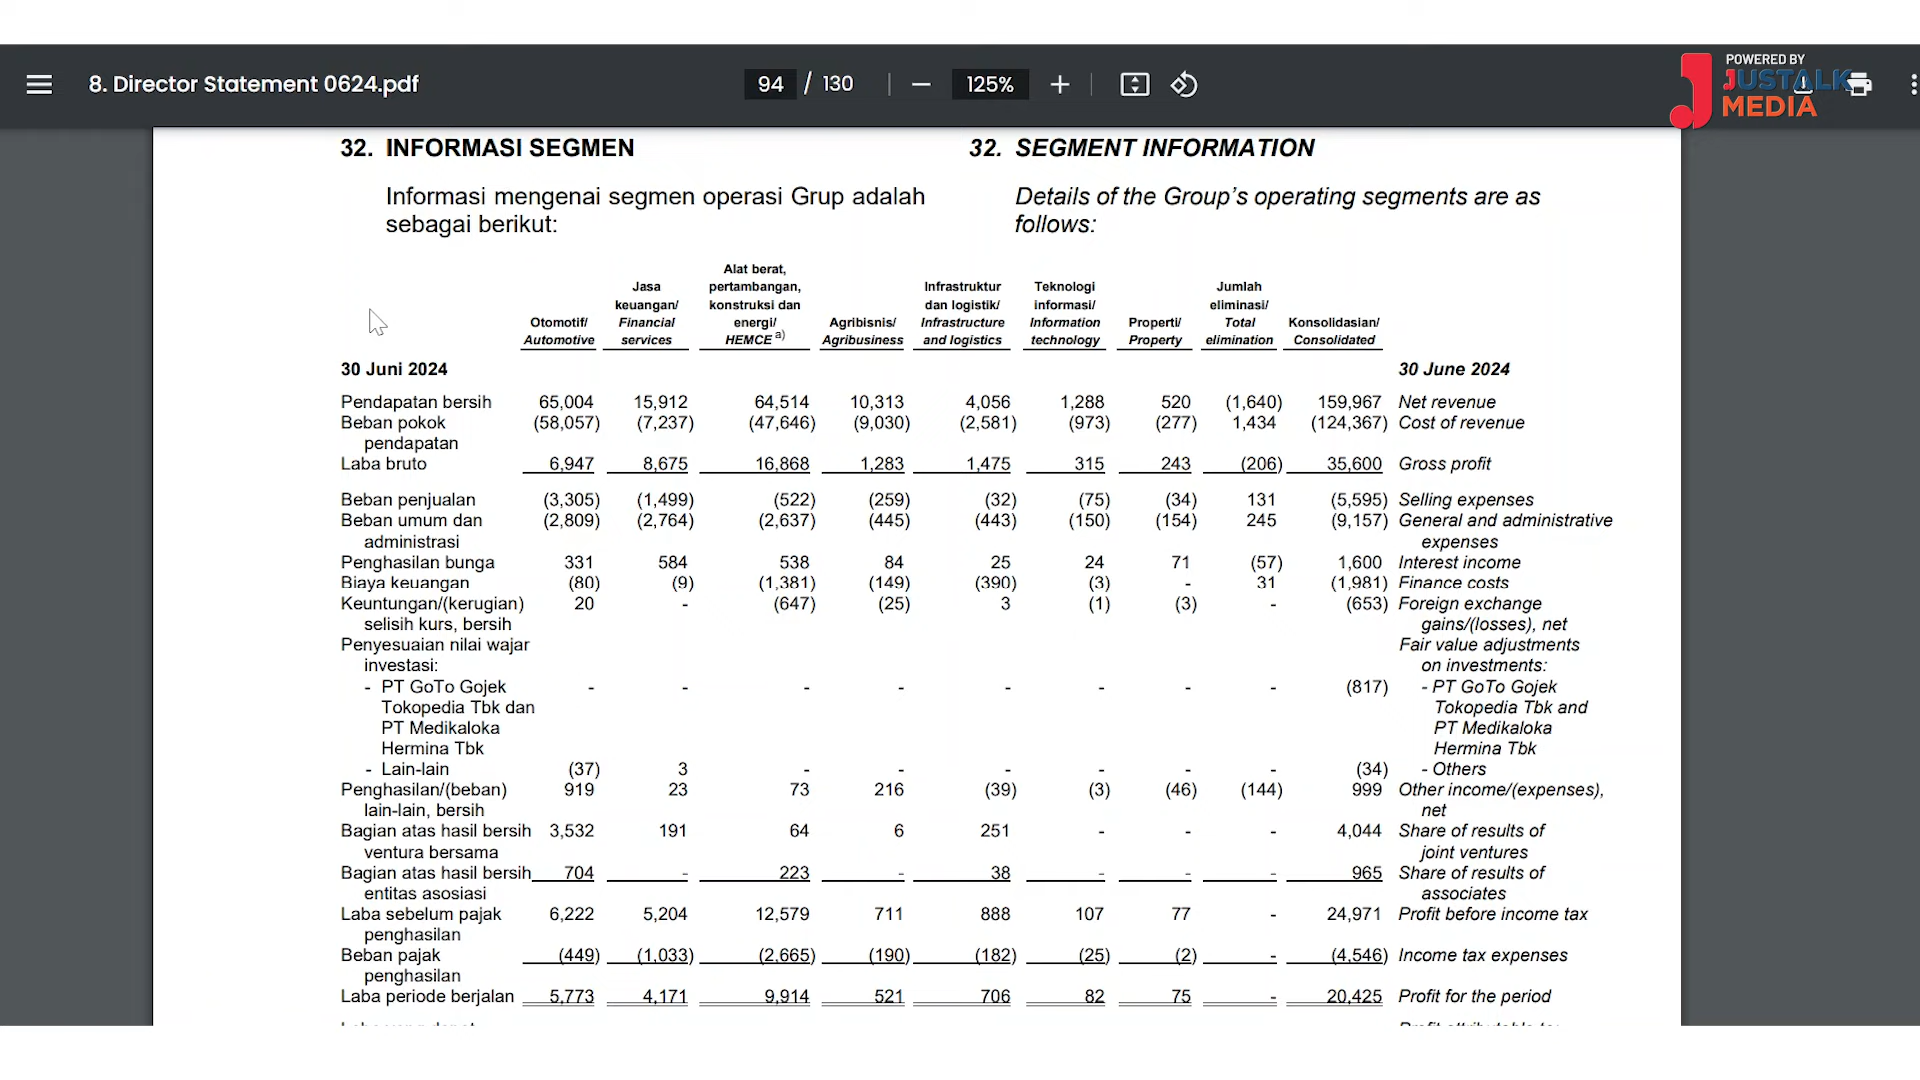 8. Director Statement 0624.pdf
94 / 130
125%
POWERED BY
JUSTALK
MEDIA
32. INFORMASI SEGMEN
32. SEGMENT INFORMATION
Informasi mengenai segmen operasi Grup adalah
sebagai berikut:
Details of the Group's operating segments are as
follows:
Otomotif/
Automotive
Jasa
keuangan/
Financial
services
Alat berat,
pertambangan,
konstruksi dan
energi/
HEMCE a)
Agribisnis/
Agribusiness
Infrastruktur
dan logistik/
Infrastructure
and logistics
Teknologi
informasi/
Information
technology
Properti/
Property
Jumlah
eliminasi/
Total
elimination
Konsolidasian/
Consolidated
30 Juni 2024 30 June 2024
Pendapatan bersih 65,004 15,912 64,514 10,313 4,056 1,288 520 (1,640) 159,967 Net revenue
Beban pokok (58,057) (7,237) (47,646) (9,030) (2,581) (973) (277) 1,434 (124,367) Cost of revenue
pendapatan
Laba bruto 6,947 8,675 16,868 1,283 1,475 315 243 (206) 35,600 Gross profit
Beban penjualan (3,305) (1,499) (522) (259) (32) (75) (34) 131 (5,595) Selling expenses
Beban umum dan (2,809) (2,764) (2,637) (445) (443) (150) (154) 245 (9,157) General and administrative
administrasi expenses
Penghasilan bunga 331 584 538 84 25 24 71 (57) 1,600 Interest income
Biaya keuangan (80) (9) (1,381) (149) (390) (3) - 31 (1,981) Finance costs
Keuntungan/(kerugian) 20 - (647) (25) 3 (1) (3) - (653) Foreign exchange
selisih kurs, bersih gains/(losses), net
Penyesuaian nilai wajar Fair value adjustments
investasi: on investments:
- PT GoTo Gojek - - - - - - - - (817) - PT GoTo Gojek
Tokopedia Tbk dan Tokopedia Tbk and
PT Medikaloka PT Medikaloka
Hermina Tbk Hermina Tbk
- Lain-lain (37) 3 - - - - - - (34) - Others
Penghasilan/(beban) 919 23 73 216 (39) (3) (46) (144) 999 Other income/(expenses),
lain-lain, bersih net
Bagian atas hasil bersih 3,532 191 64 6 251 - - - 4,044 Share of results of
ventura bersama joint ventures
Bagian atas hasil bersih 704 - 223 - 38 - - - 965 Share of results of
entitas asosiasi associates
Laba sebelum pajak 6,222 5,204 12,579 711 888 107 77 - 24,971 Profit before income tax
penghasilan
Beban pajak (449) (1,033) (2,665) (190) (182) (25) (2) - (4,546) Income tax expenses
penghasilan
Laba periode berjalan 5,773 4,171 9,914 521 706 82 75 - 20,425 Profit for the period